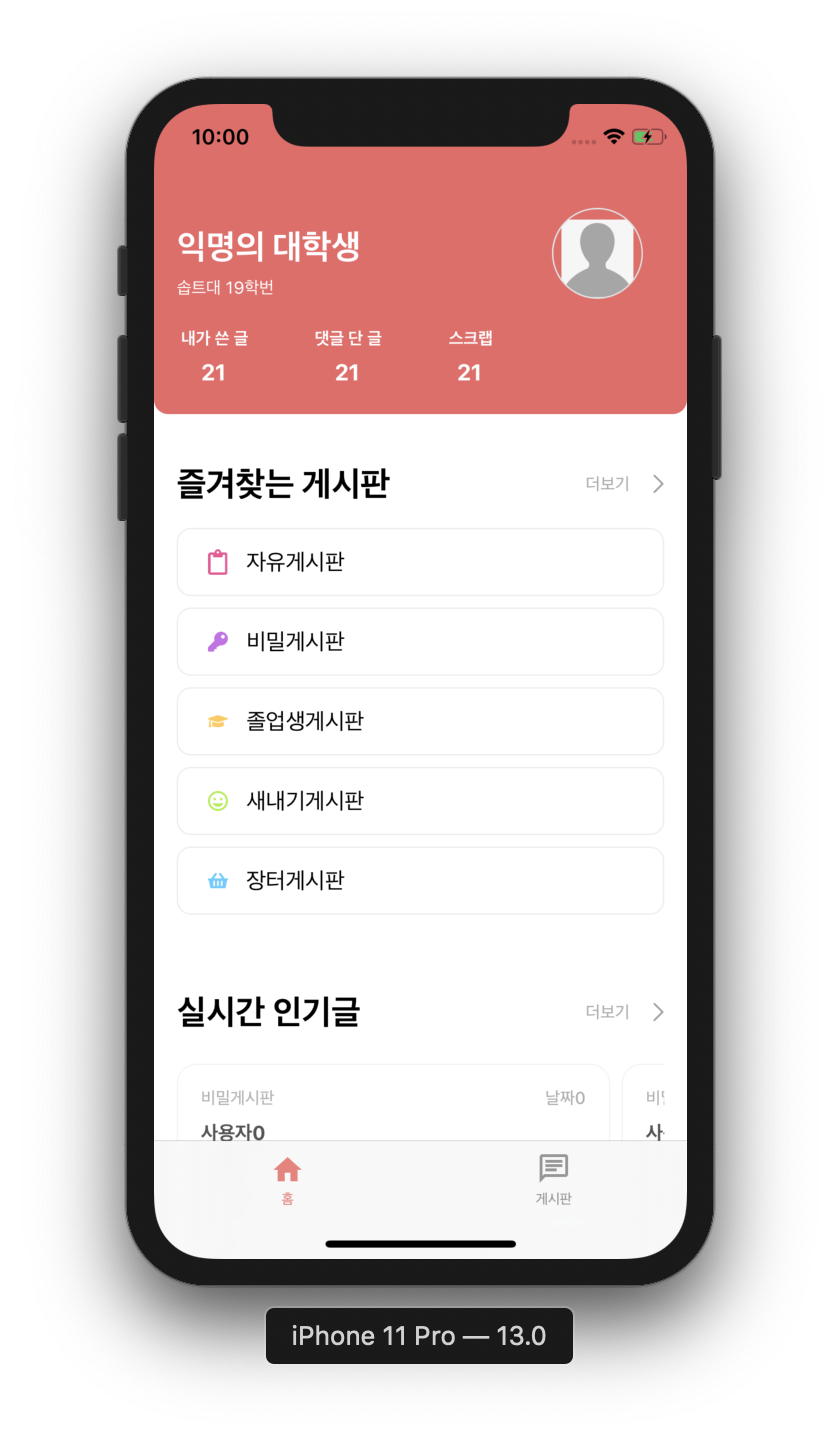 10:00
익명의 대학생
솝트대 19학번
내가 쓴 글 댓글 단 글 스크랩
21 21 21
즐겨찾는 게시판 더보기
자유게시판
비밀게시판
졸업생게시판
새내기게시판
장터게시판
실시간 인기글 더보기
비밀게시판 날짜0
사용자0
홈 게시판
iPhone 11 Pro — 13.0